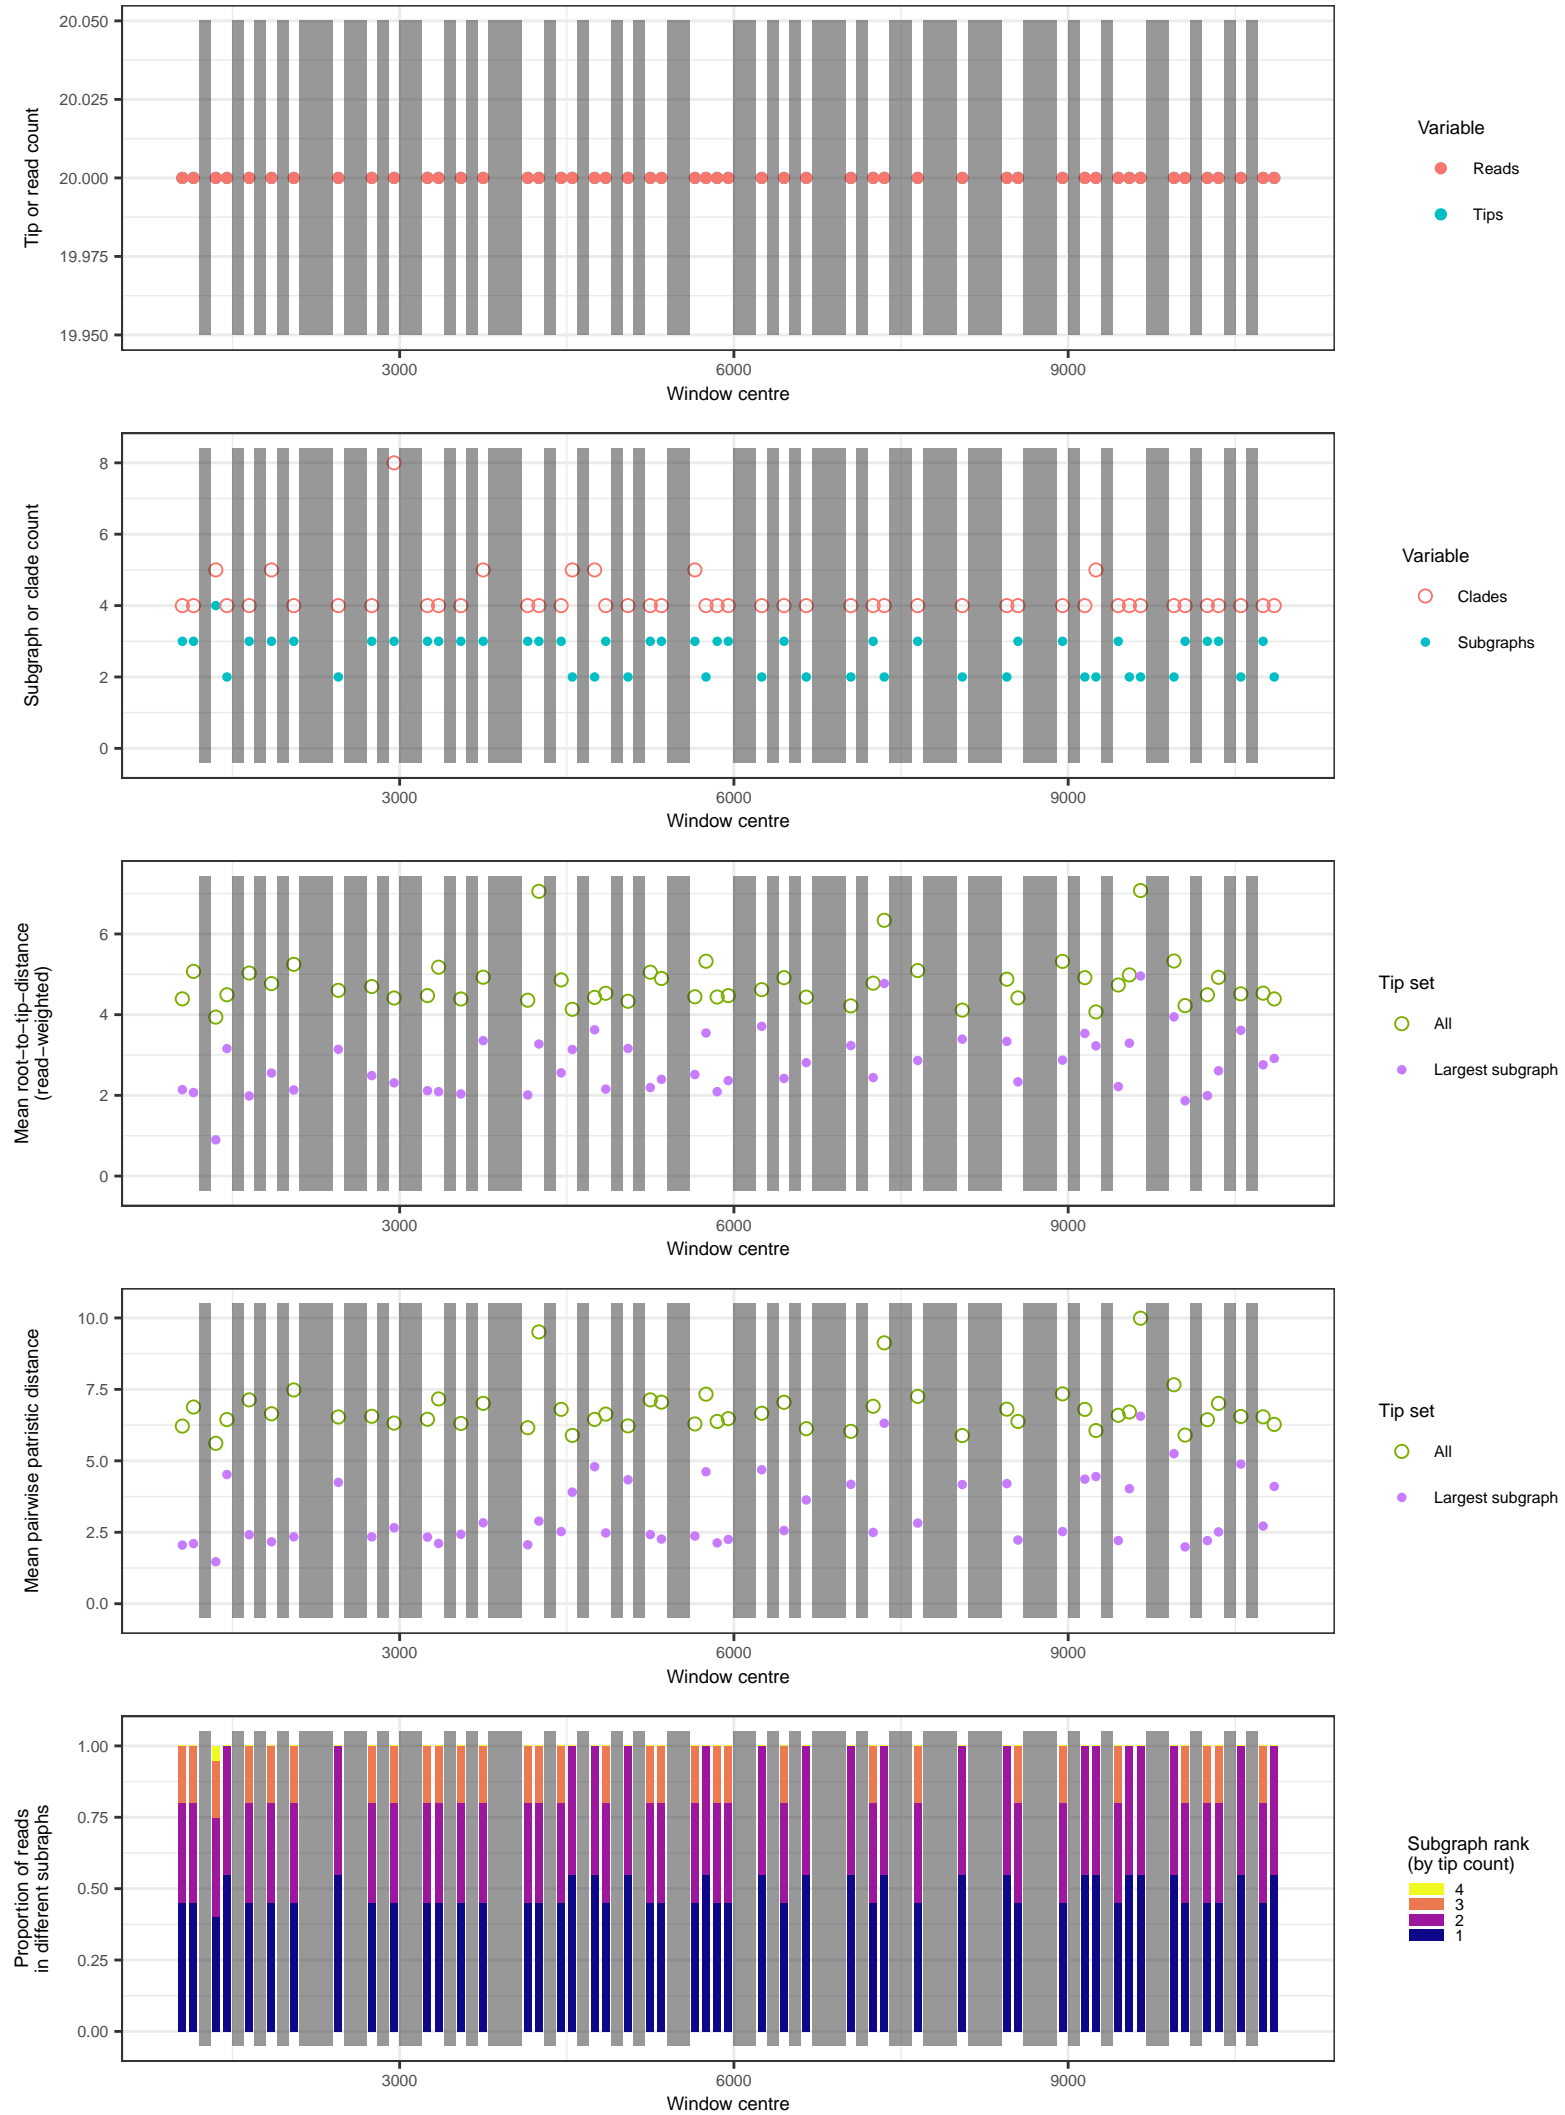 20.050
20.025
20.000
19.975
19.950
Tip or read count
3000
6000
9000
Window centre
Variable
Reads
Tips
8
6
4
2
0
Subgraph or clade count
3000
6000
9000
Window centre
Variable
Clades
Subgraphs
6
4
2
0
Mean root−to−tip−distance
(read−weighted)
3000
6000
9000
Window centre
Tip set
All
Largest subgraph
10.0
7.5
5.0
2.5
0.0
Mean pairwise patristic distance
3000
6000
9000
Window centre
Tip set
All
Largest subgraph
1.00
0.75
0.50
0.25
0.00
Proportion of reads
in different subraphs
3000
6000
9000
Window centre
Subgraph rank
(by tip count)
4
3
2
1